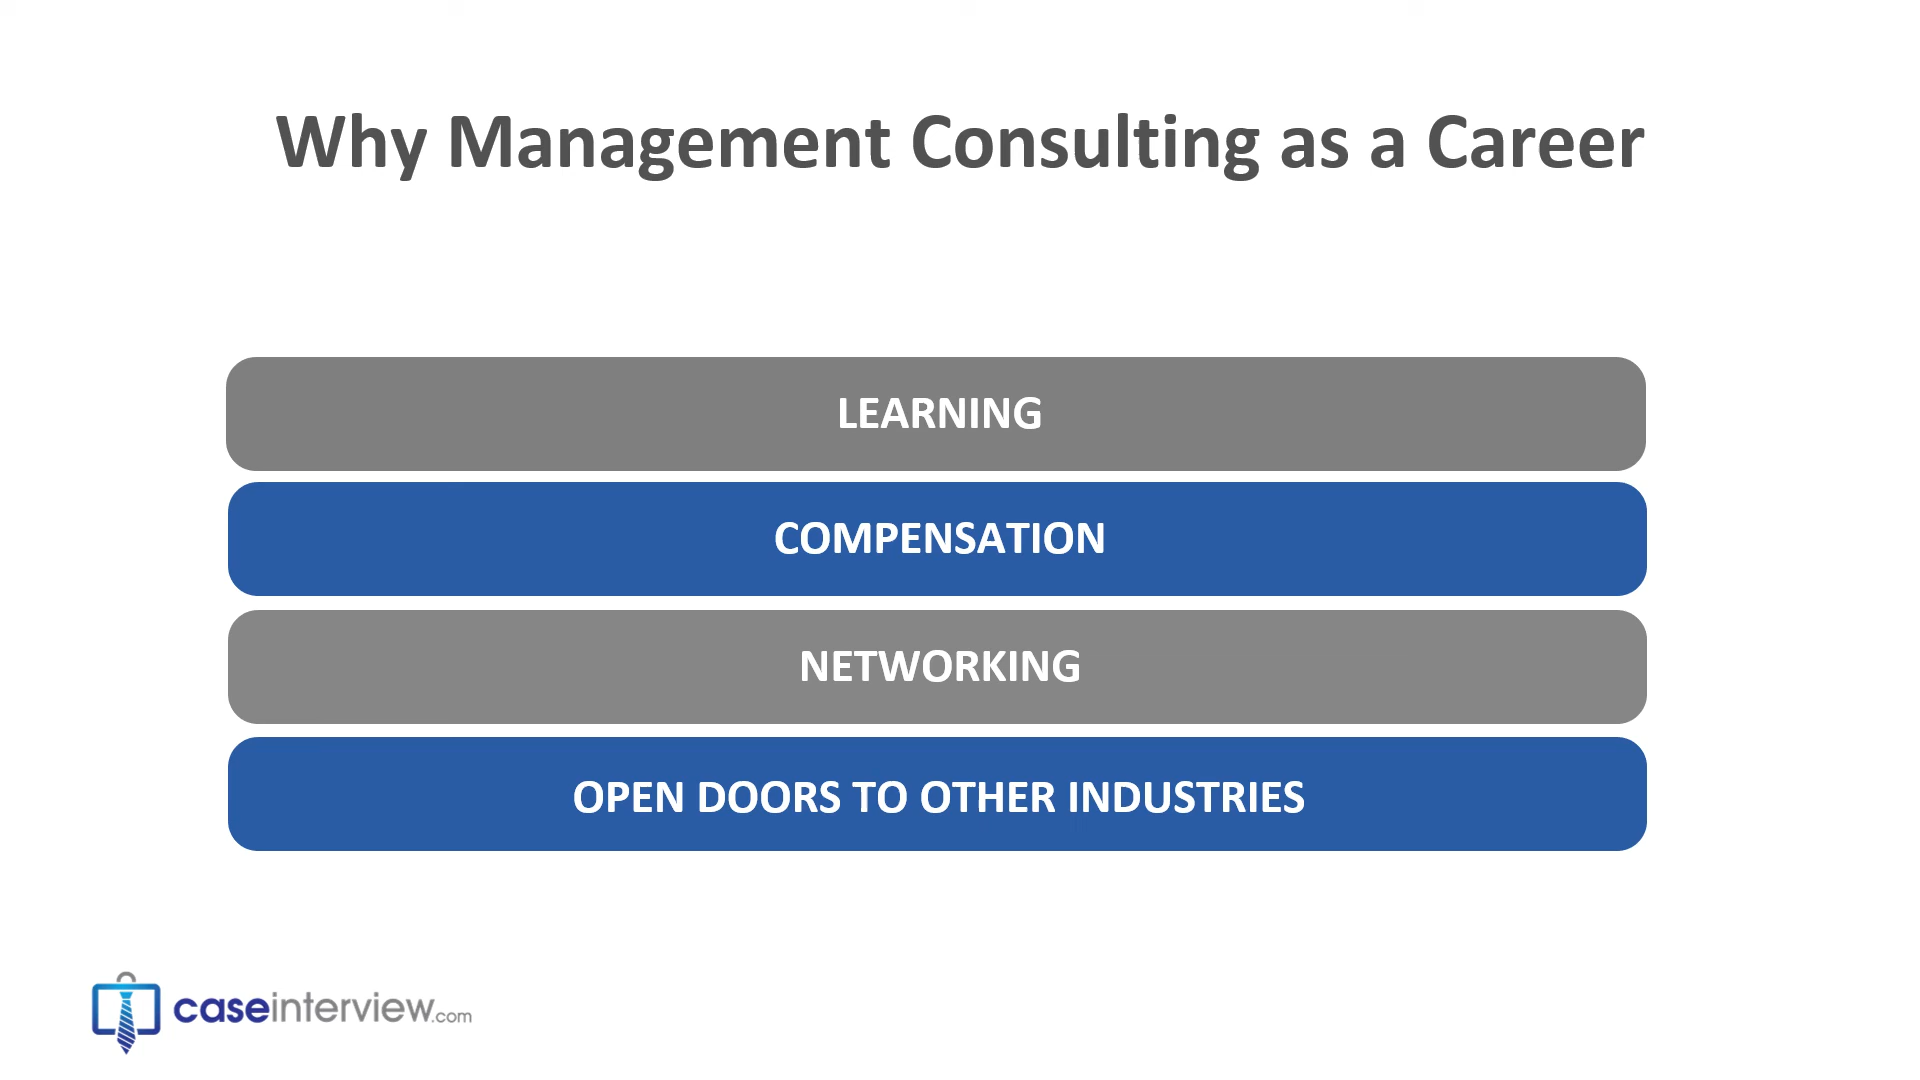 Why Management Consulting as a Career
LEARNING
COMPENSATION
NETWORKING
OPEN DOORS TO OTHER INDUSTRIES
caseinterview.com